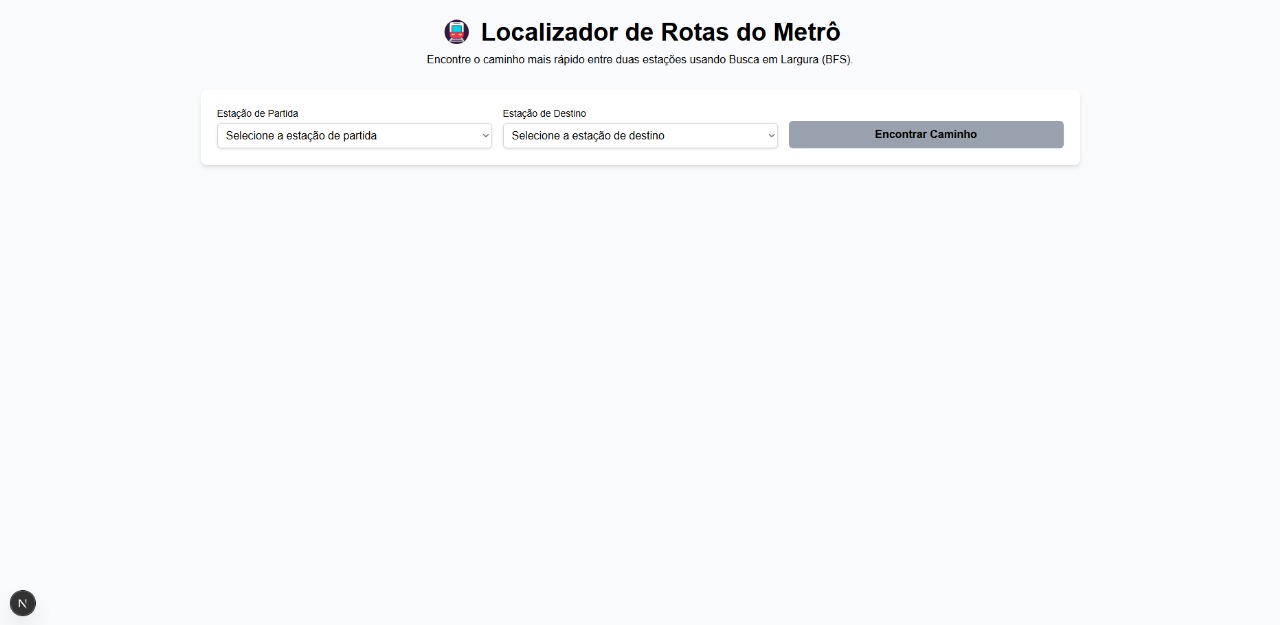 Localizador de Rotas do Metrô
Encontre o caminho mais rápido entre duas estações usando Busca em Largura (BFS).
Estação de Partida
Estação de Destino
Selecione a estação de partida
Selecione a estação de destino
Encontrar Caminho
N